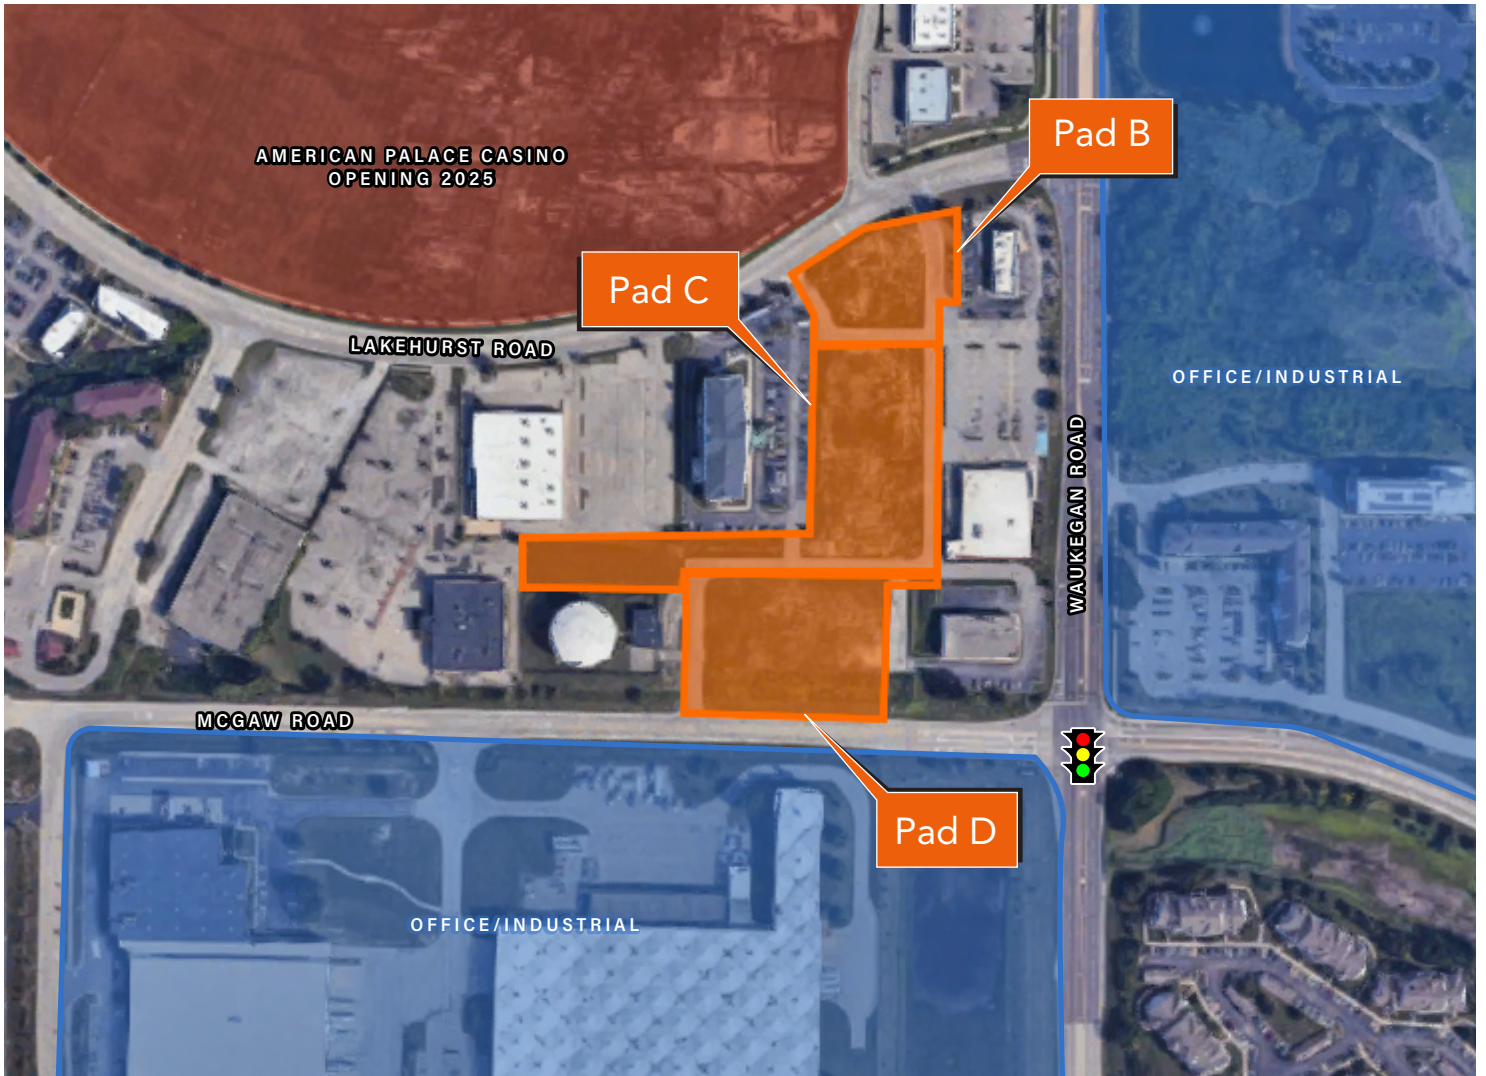 Pad B
AMERICAN PALACE CASINO
OPENING 2025
Pad C
LAKEHURST ROAD
OFFICE/INDUSTRIAL
WAUKEGAN ROAD
MCGAW ROAD
Pad D
OFFICE/INDUSTRIAL